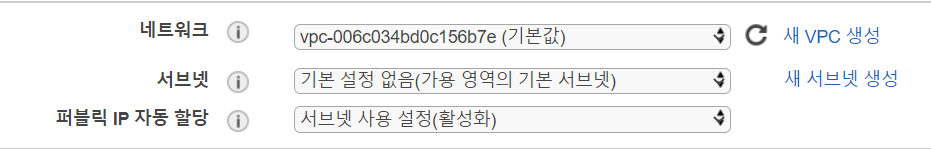 네트워크 vpc-006c034bd0c156b7e (기본값) 새 VPC 생성
서브넷 기본 설정 없음(가용 영역의 기본 서브넷) 새 서브넷 생성
퍼블릭 IP 자동 할당 서브넷 사용 설정(활성화)